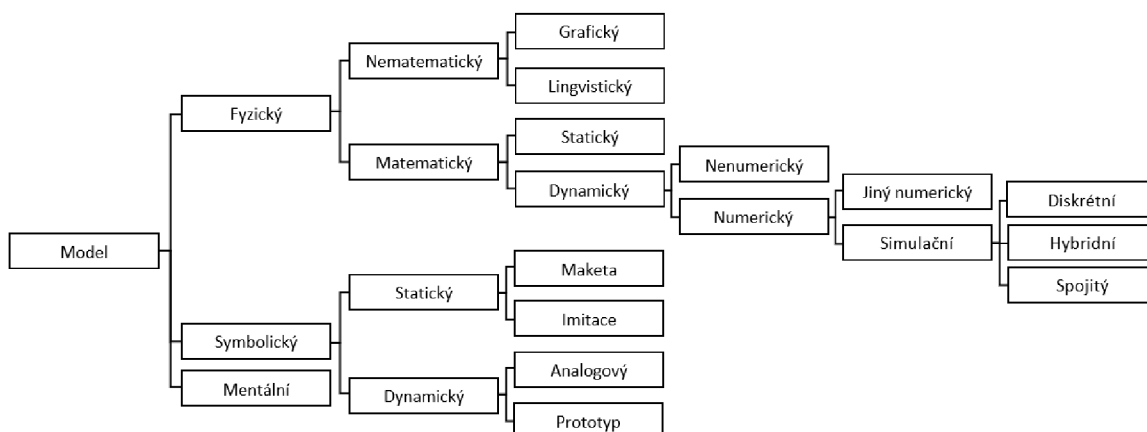 Model
Fyzický
Nematematický
Grafický
Lingvistický
Matematický
Statický
Dynamický
Nenumerický
Numerický
Jiný numerický
Simulační
Diskrétní
Hybridní
Spojitý
Symbolický
Statický
Maketa
Imitace
Dynamický
Analogový
Prototyp
Mentální